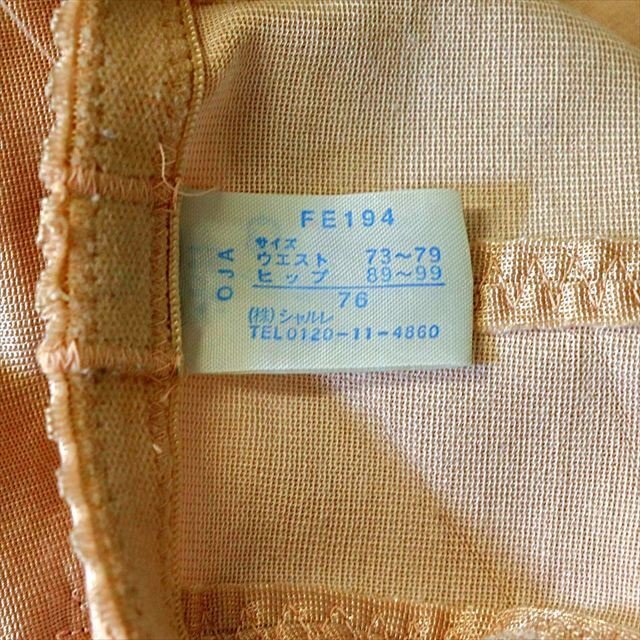 FE194
サイズ
ウエスト 73〜79
ヒップ 89〜99
76
(株)シャルレ
TEL0120-11-4860
OJA